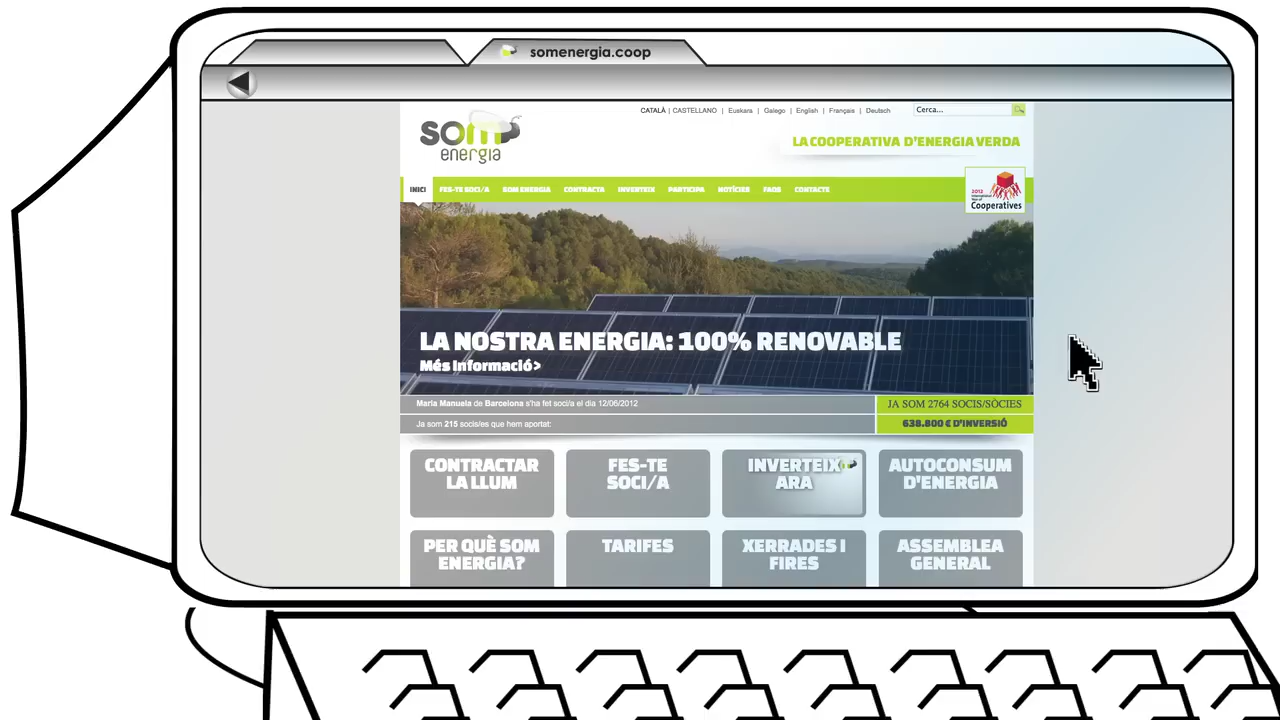 somenergia.coop
CATALÀ | CASTELLANO | Euskara | Galego | English | Français | Deutsch
Cerca...
som
energia
LA COOPERATIVA D'ENERGIA VERDA
INICI FES-TE SOCI/A SOM ENERGIA CONTRACTA INVERTEIX PARTICIPA NOTÍCIES FAQS CONTACTE
2012
International
Year of
Cooperatives
LA NOSTRA ENERGIA: 100% RENOVABLE
Més Informació>
Maria Manuela de Barcelona s'ha fet soci/a el dia 12/06/2012
JA SOM 2764 SOCIS/SÒCIES
Ja som 215 socis/es que hem aportat:
638.800 € D'INVERSIÓ
CONTRACTAR
LA LLUM
FES-TE
SOCI/A
INVERTEIX
ARA
AUTOCONSUM
D'ENERGIA
PER QUÈ SOM
ENERGIA?
TARIFES
XERRADES I
FIRES
ASSEMBLEA
GENERAL